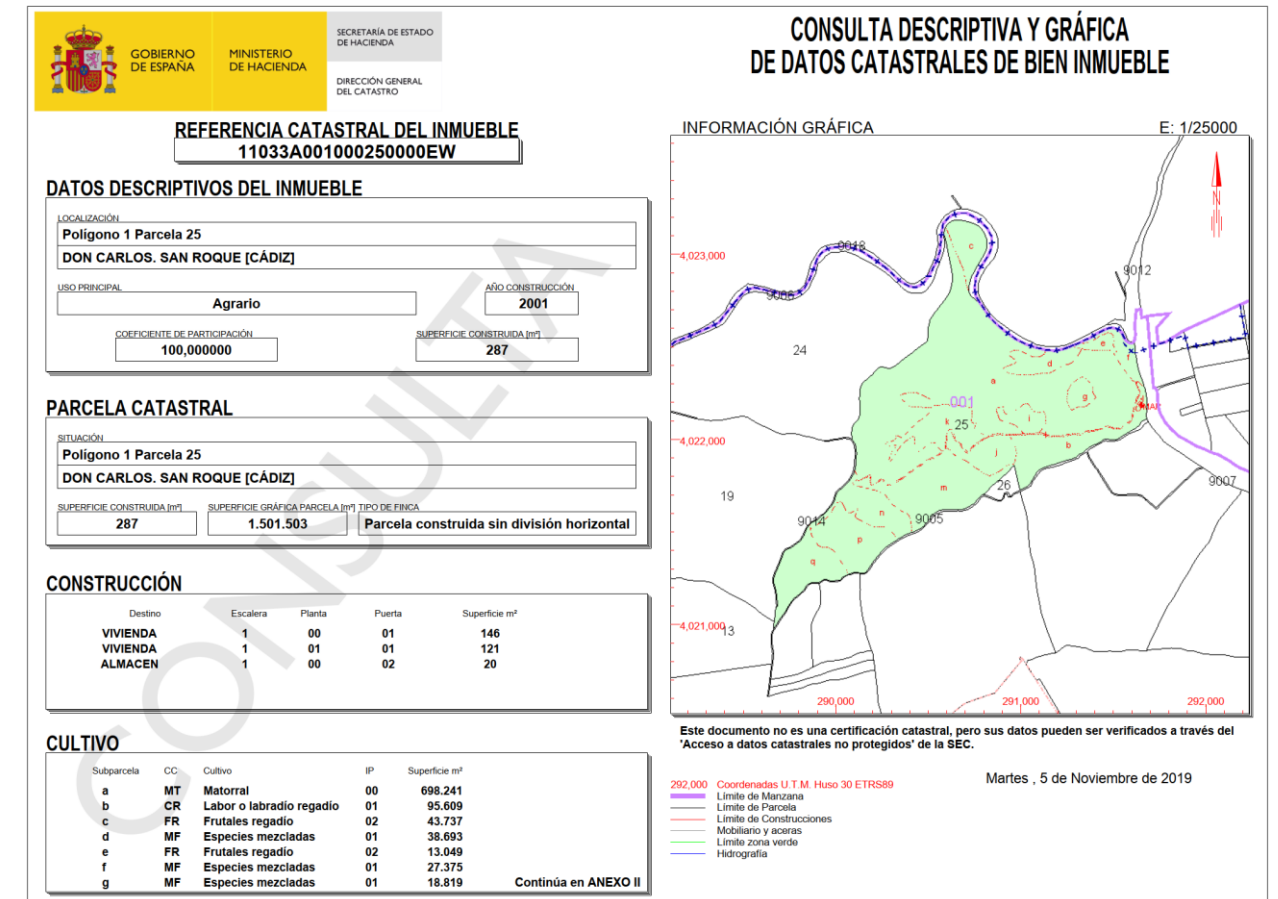 GOBIERNO
DE ESPAÑA
MINISTERIO
DE HACIENDA
SECRETARÍA DE ESTADO
DE HACIENDA
DIRECCIÓN GENERAL
DEL CATASTRO
CONSULTA DESCRIPTIVA Y GRÁFICA
DE DATOS CATASTRALES DE BIEN INMUEBLE
REFERENCIA CATASTRAL DEL INMUEBLE
11033A001000250000EW
DATOS DESCRIPTIVOS DEL INMUEBLE
LOCALIZACIÓN
Polígono 1 Parcela 25
DON CARLOS. SAN ROQUE [CÁDIZ]
USO PRINCIPAL AÑO CONSTRUCCIÓN
Agrario 2001
COEFICIENTE DE PARTICIPACIÓN SUPERFICIE CONSTRUIDA [m²]
100,000000 287
PARCELA CATASTRAL
SITUACIÓN
Polígono 1 Parcela 25
DON CARLOS. SAN ROQUE [CÁDIZ]
SUPERFICIE CONSTRUIDA [m²] SUPERFICIE GRÁFICA PARCELA [m²] TIPO DE FINCA
287 1.501.503 Parcela construida sin división horizontal
CONSTRUCCIÓN
Destino Escalera Planta Puerta Superficie m²
VIVIENDA 1 00 01 146
VIVIENDA 1 01 01 121
ALMACEN 1 00 02 20
CULTIVO
Subparcela CC Cultivo IP Superficie m²
a MT Matorral 00 698.241
b CR Labor o labradío regadío 01 95.609
c FR Frutales regadío 02 43.737
d MF Especies mezcladas 01 38.693
e FR Frutales regadío 02 13.049
f MF Especies mezcladas 01 27.375
g MF Especies mezcladas 01 18.819 Continúa en ANEXO II
CONSULTA
INFORMACIÓN GRÁFICA E: 1/25000
N
c
9018
4,023,000
9012
24
e
d
f
a
g
001
25
i
k
4,022,000
b
j
26
9007
m
19
n
9014
9005
p
q
4,021,000
13
290,000 291,000 292,000
Este documento no es una certificación catastral, pero sus datos pueden ser verificados a través del
'Acceso a datos catastrales no protegidos' de la SEC.
Martes , 5 de Noviembre de 2019
292,000 Coordenadas U.T.M. Huso 30 ETRS89
Límite de Manzana
Límite de Parcela
Límite de Construcciones
Mobiliario y aceras
Límite zona verde
Hidrografía